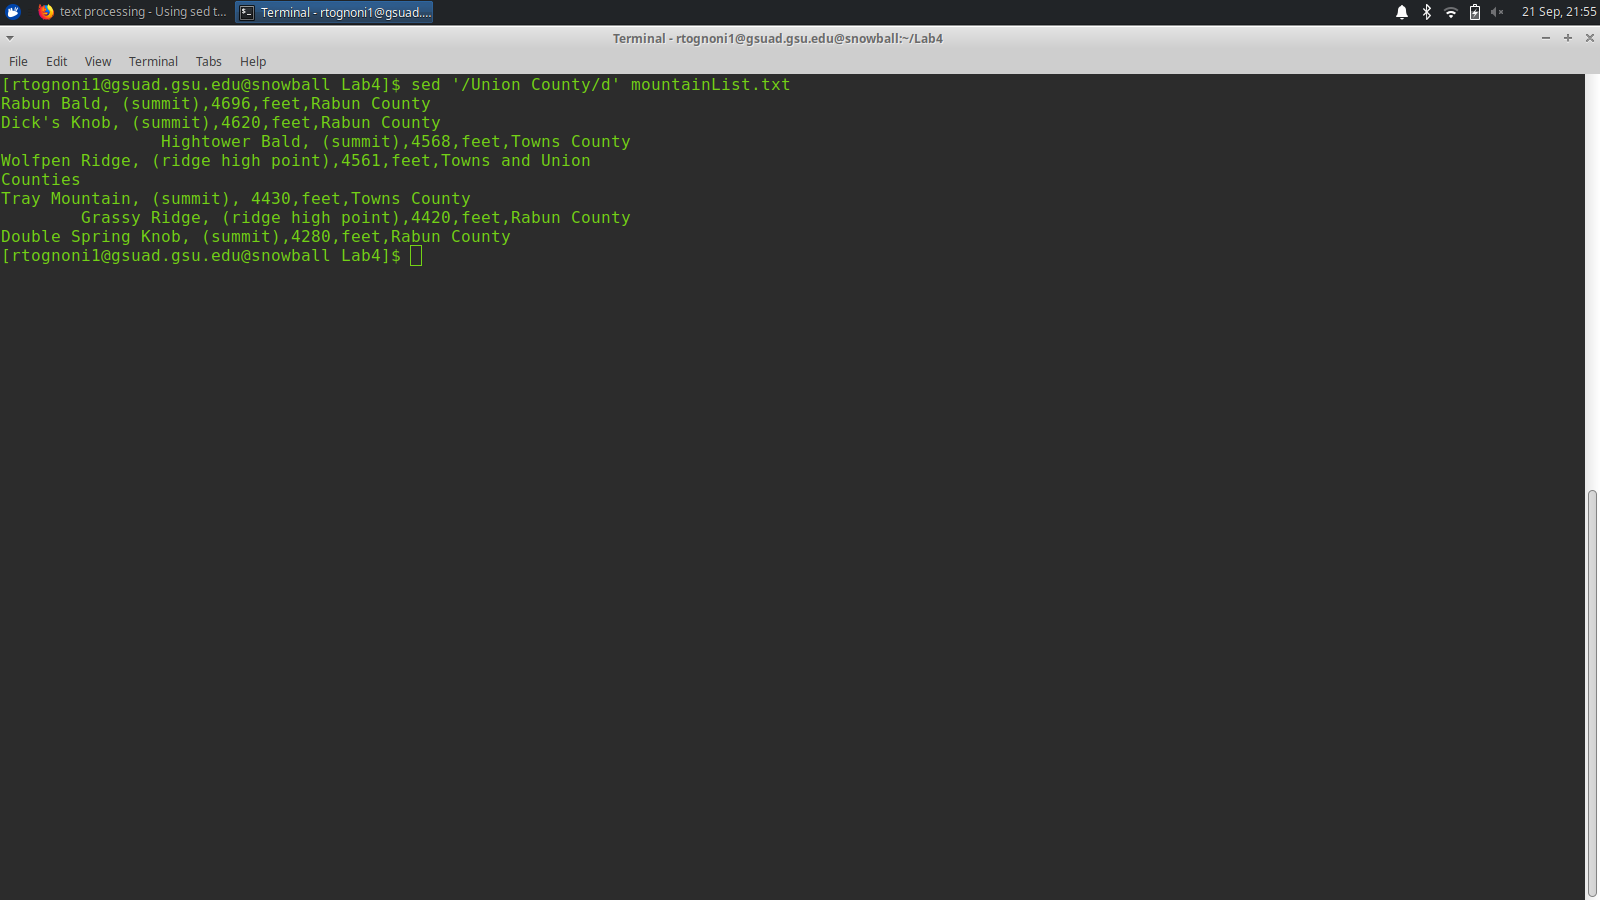 text processing - Using sed t...
Terminal - rtognoni1@gsuad....
21 Sep, 21:55
Terminal - rtognoni1@gsuad.gsu.edu@snowball:~/Lab4
File Edit View Terminal Tabs Help
[rtognoni1@gsuad.gsu.edu@snowball Lab4]$ sed '/Union County/d' mountainList.txt
Rabun Bald, (summit),4696,feet,Rabun County
Dick's Knob, (summit),4620,feet,Rabun County
                Hightower Bald, (summit),4568,feet,Towns County
Wolfpen Ridge, (ridge high point),4561,feet,Towns and Union
Counties
Tray Mountain, (summit), 4430,feet,Towns County
        Grassy Ridge, (ridge high point),4420,feet,Rabun County
Double Spring Knob, (summit),4280,feet,Rabun County
[rtognoni1@gsuad.gsu.edu@snowball Lab4]$